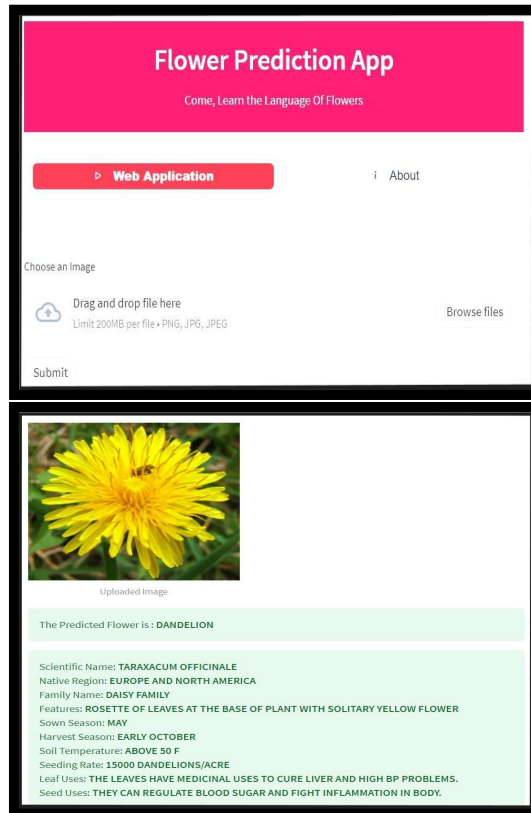 Flower Prediction App
Come, Learn the Language Of Flowers
Web Application
i About
Choose an Image
Drag and drop file here
Limit 200MB per file • PNG, JPG, JPEG
Browse files
Submit
Uploaded Image
The Predicted Flower is : DANDELION
Scientific Name: TARAXACUM OFFICINALE
Native Region: EUROPE AND NORTH AMERICA
Family Name: DAISY FAMILY
Features: ROSETTE OF LEAVES AT THE BASE OF PLANT WITH SOLITARY YELLOW FLOWER
Sown Season: MAY
Harvest Season: EARLY OCTOBER
Soil Temperature: ABOVE 50 F
Seeding Rate: 15000 DANDELIONS/ACRE
Leaf Uses: THE LEAVES HAVE MEDICINAL USES TO CURE LIVER AND HIGH BP PROBLEMS.
Seed Uses: THEY CAN REGULATE BLOOD SUGAR AND FIGHT INFLAMMATION IN BODY.